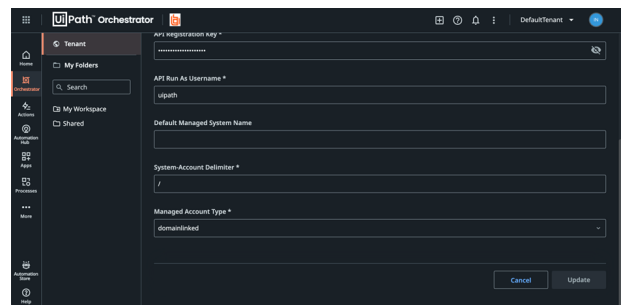 UiPath™ Orchestrator
DefaultTenant
Home
Orchestrator
Actions
Automation
Hub
Apps
Processes
More
Automation
Store
Help
Tenant
My Folders
Search
My Workspace
Shared
API Registration Key *
API Run As Username *
uipath
Default Managed System Name
System-Account Delimiter *
/
Managed Account Type *
domainlinked
Cancel
Update